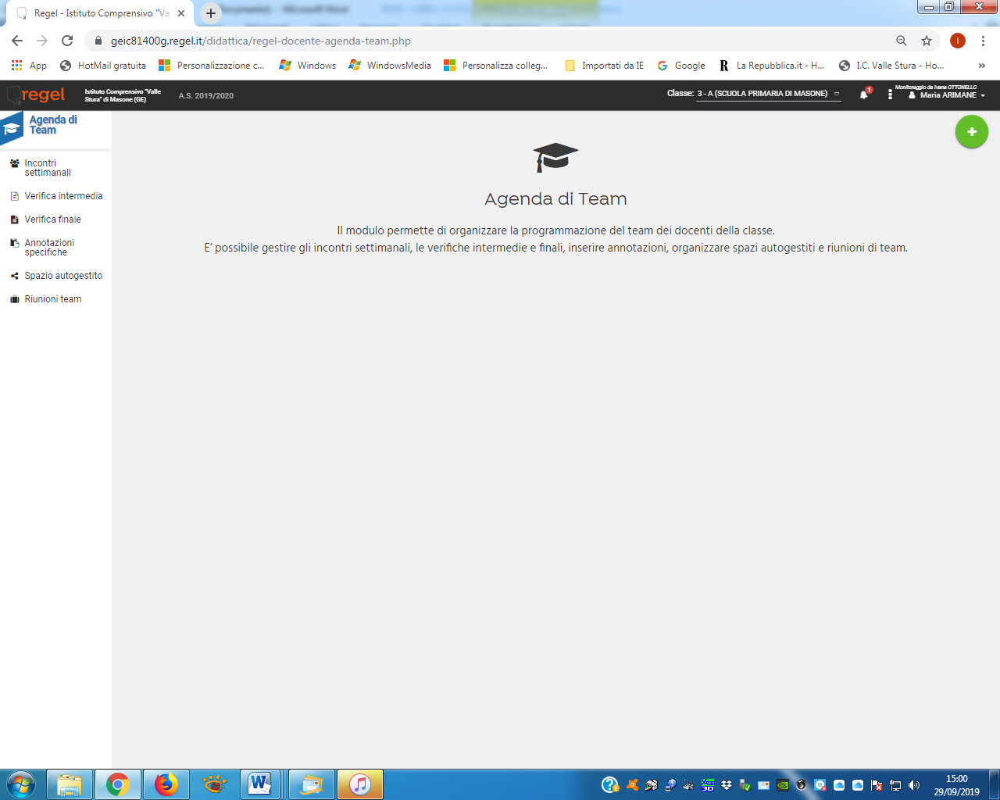 Documento1 - Microsoft Word
Regel - Istituto Comprensivo "Val
geic81400g.regel.it/didattica/regel-docente-agenda-team.php
I
App
HotMail gratuita
Personalizzazione c...
Windows
WindowsMedia
Personalizza colleg...
Importati da IE
Google
La Repubblica.it - H...
I.C. Valle Stura - Ho...
»
regel
Istituto Comprensivo "Valle
Stura" di Masone (GE)
A.S. 2019/2020
Classe: 3 - A (SCUOLA PRIMARIA DI MASONE)
1
Monitoraggio da Ivana OTTONELLO
Maria ARIMANE
Agenda di
Team
Incontri
settimanali
Verifica intermedia
Verifica finale
Annotazioni
specifiche
Spazio autogestito
Riunioni team
Agenda di Team
Il modulo permette di organizzare la programmazione del team dei docenti della classe.
E’ possibile gestire gli incontri settimanali, le verifiche intermedie e finali, inserire annotazioni, organizzare spazi autogestiti e riunioni di team.
15:00
29/09/2019